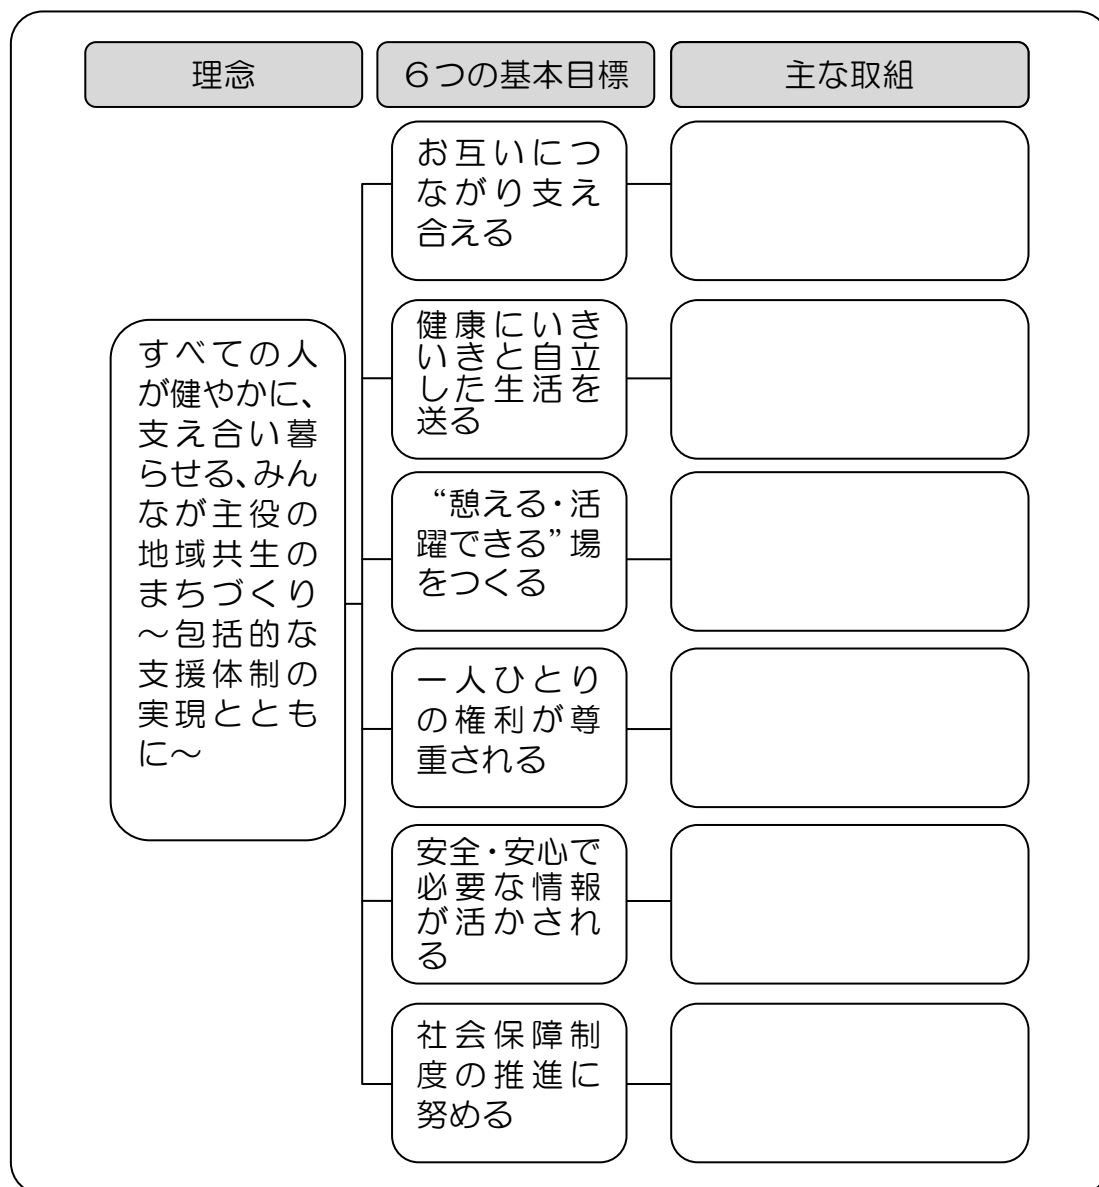 理念
6つの基本目標
主な取組
すべての人
が健やかに、
支え合い暮
らせる、みん
なが主役の
地域共生の
まちづくり
～包括的な
支援体制の
実現ととも
に～
お互いにつ
ながり支え
合える
健康にいき
いきと自立
した生活を
送る
“憩える・活
躍できる”場
をつくる
一人ひとり
の権利が尊
重される
安全・安心で
必要な情報
が活かされ
る
社会保障制
度の推進に
努める